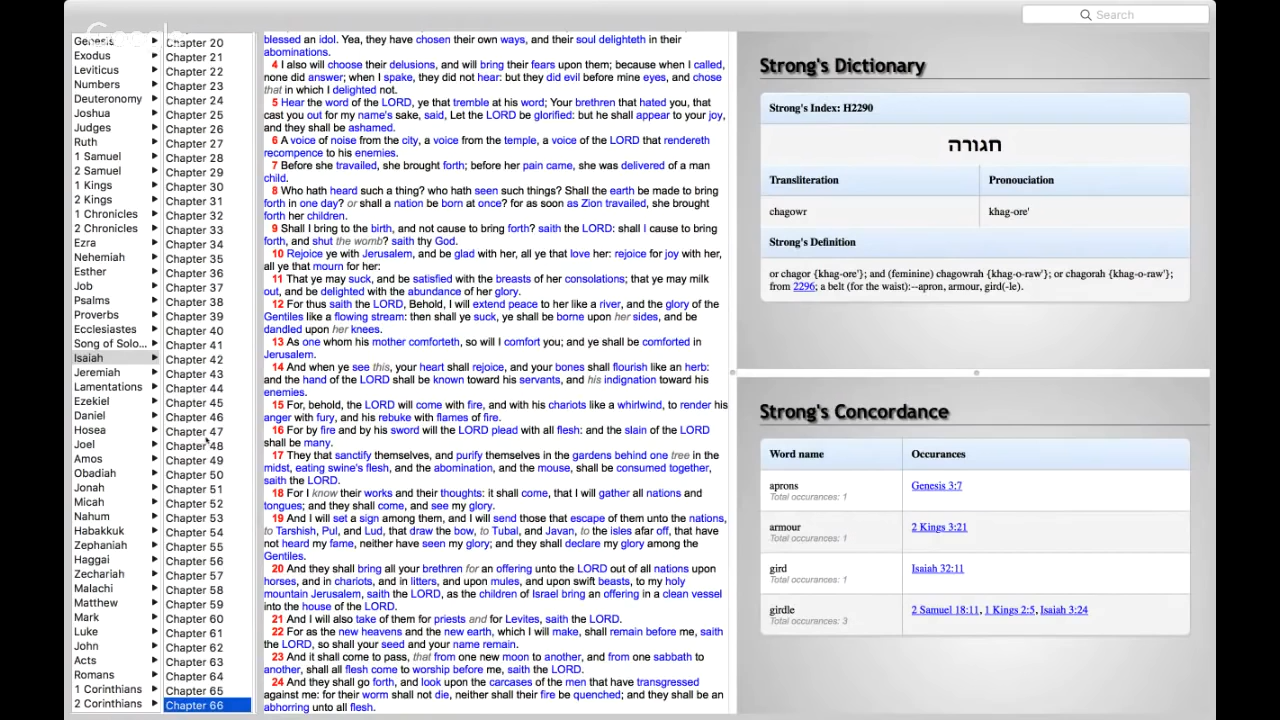 Google
Search
Genesis
Exodus
Leviticus
Numbers
Deuteronomy
Joshua
Judges
Ruth
1 Samuel
2 Samuel
1 Kings
2 Kings
1 Chronicles
2 Chronicles
Ezra
Nehemiah
Esther
Job
Psalms
Proverbs
Ecclesiastes
Song of Solo...
Isaiah
Jeremiah
Lamentations
Ezekiel
Daniel
Hosea
Joel
Amos
Obadiah
Jonah
Micah
Nahum
Habakkuk
Zephaniah
Haggai
Zechariah
Malachi
Matthew
Mark
Luke
John
Acts
Romans
1 Corinthians
2 Corinthians
Chapter 20
Chapter 21
Chapter 22
Chapter 23
Chapter 24
Chapter 25
Chapter 26
Chapter 27
Chapter 28
Chapter 29
Chapter 30
Chapter 31
Chapter 32
Chapter 33
Chapter 34
Chapter 35
Chapter 36
Chapter 37
Chapter 38
Chapter 39
Chapter 40
Chapter 41
Chapter 42
Chapter 43
Chapter 44
Chapter 45
Chapter 46
Chapter 47
Chapter 48
Chapter 49
Chapter 50
Chapter 51
Chapter 52
Chapter 53
Chapter 54
Chapter 55
Chapter 56
Chapter 57
Chapter 58
Chapter 59
Chapter 60
Chapter 61
Chapter 62
Chapter 63
Chapter 64
Chapter 65
Chapter 66
blessed an idol. Yea, they have chosen their own ways, and their soul delighteth in their
abominations.
4 I also will choose their delusions, and will bring their fears upon them; because when I called,
none did answer; when I spake, they did not hear: but they did evil before mine eyes, and chose
that in which I delighted not.
5 Hear the word of the LORD, ye that tremble at his word; Your brethren that hated you, that
cast you out for my name's sake, said, Let the LORD be glorified: but he shall appear to your joy,
and they shall be ashamed.
6 A voice of noise from the city, a voice from the temple, a voice of the LORD that rendereth
recompence to his enemies.
7 Before she travailed, she brought forth; before her pain came, she was delivered of a man
child.
8 Who hath heard such a thing? who hath seen such things? Shall the earth be made to bring
forth in one day? or shall a nation be born at once? for as soon as Zion travailed, she brought
forth her children.
9 Shall I bring to the birth, and not cause to bring forth? saith the LORD: shall I cause to bring
forth, and shut the womb? saith thy God.
10 Rejoice ye with Jerusalem, and be glad with her, all ye that love her: rejoice for joy with her,
all ye that mourn for her:
11 That ye may suck, and be satisfied with the breasts of her consolations; that ye may milk
out, and be delighted with the abundance of her glory.
12 For thus saith the LORD, Behold, I will extend peace to her like a river, and the glory of the
Gentiles like a flowing stream: then shall ye suck, ye shall be borne upon her sides, and be
dandled upon her knees.
13 As one whom his mother comforteth, so will I comfort you; and ye shall be comforted in
Jerusalem.
14 And when ye see this, your heart shall rejoice, and your bones shall flourish like an herb:
and the hand of the LORD shall be known toward his servants, and his indignation toward his
enemies.
15 For, behold, the LORD will come with fire, and with his chariots like a whirlwind, to render his
anger with fury, and his rebuke with flames of fire.
16 For by fire and by his sword will the LORD plead with all flesh: and the slain of the LORD
shall be many.
17 They that sanctify themselves, and purify themselves in the gardens behind one tree in the
midst, eating swine's flesh, and the abomination, and the mouse, shall be consumed together,
saith the LORD.
18 For I know their works and their thoughts: it shall come, that I will gather all nations and
tongues; and they shall come, and see my glory.
19 And I will set a sign among them, and I will send those that escape of them unto the nations,
to Tarshish, Pul, and Lud, that draw the bow, to Tubal, and Javan, to the isles afar off, that have
not heard my fame, neither have seen my glory; and they shall declare my glory among the
Gentiles.
20 And they shall bring all your brethren for an offering unto the LORD out of all nations upon
horses, and in chariots, and in litters, and upon mules, and upon swift beasts, to my holy
mountain Jerusalem, saith the LORD, as the children of Israel bring an offering in a clean vessel
into the house of the LORD.
21 And I will also take of them for priests and for Levites, saith the LORD.
22 For as the new heavens and the new earth, which I will make, shall remain before me, saith
the LORD, so shall your seed and your name remain.
23 And it shall come to pass, that from one new moon to another, and from one sabbath to
another, shall all flesh come to worship before me, saith the LORD.
24 And they shall go forth, and look upon the carcases of the men that have transgressed
against me: for their worm shall not die, neither shall their fire be quenched; and they shall be an
abhorring unto all flesh.
Strong's Dictionary
Strong's Index: H2290
חגורה
Transliteration Pronouciation
chagowr khag-ore'
Strong's Definition
or chagor {khag-ore'}; and (feminine) chagowrah {khag-o-raw'}; or chagorah {khag-o-raw'};
from 2296; a belt (for the waist):--apron, armour, gird(-le).
Strong's Concordance
Word name Occurances
aprons Genesis 3:7
Total occurances: 1
armour 2 Kings 3:21
Total occurances: 1
gird Isaiah 32:11
Total occurances: 1
girdle 2 Samuel 18:11, 1 Kings 2:5, Isaiah 3:24
Total occurances: 3